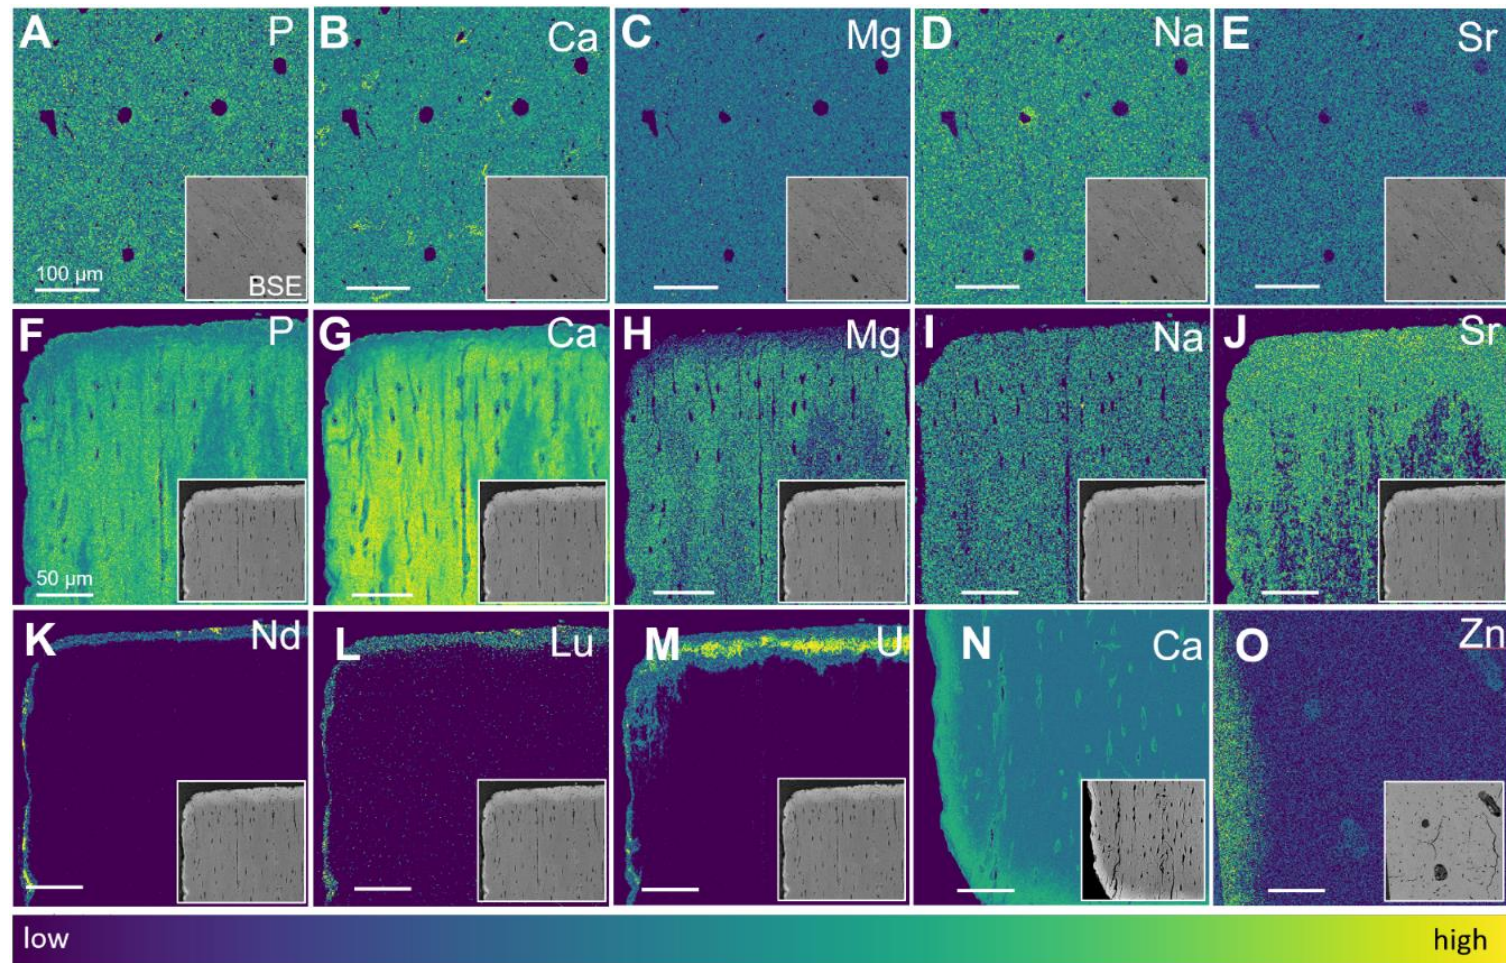 A P
B Ca
C Mg
D Na
E Sr
100 μm
BSE
F P
G Ca
H Mg
I Na
J Sr
50 μm
K Nd
L Lu
M U
N Ca
O Zn
low high